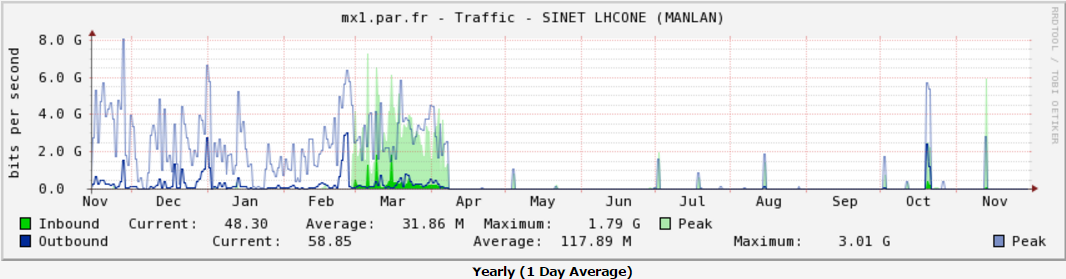 mx1.par.fr - Traffic - SINET LHCONE (MANLAN)
RRDTOOL / TOBI OETIKER
bits per second
8.0 G
6.0 G
4.0 G
2.0 G
0.0
Nov Dec Jan Feb Mar Apr May Jun Jul Aug Sep Oct Nov
Inbound Current: 48.30 Average: 31.86 M Maximum: 1.79 G Peak
Outbound Current: 58.85 Average: 117.89 M Maximum: 3.01 G Peak
Yearly (1 Day Average)